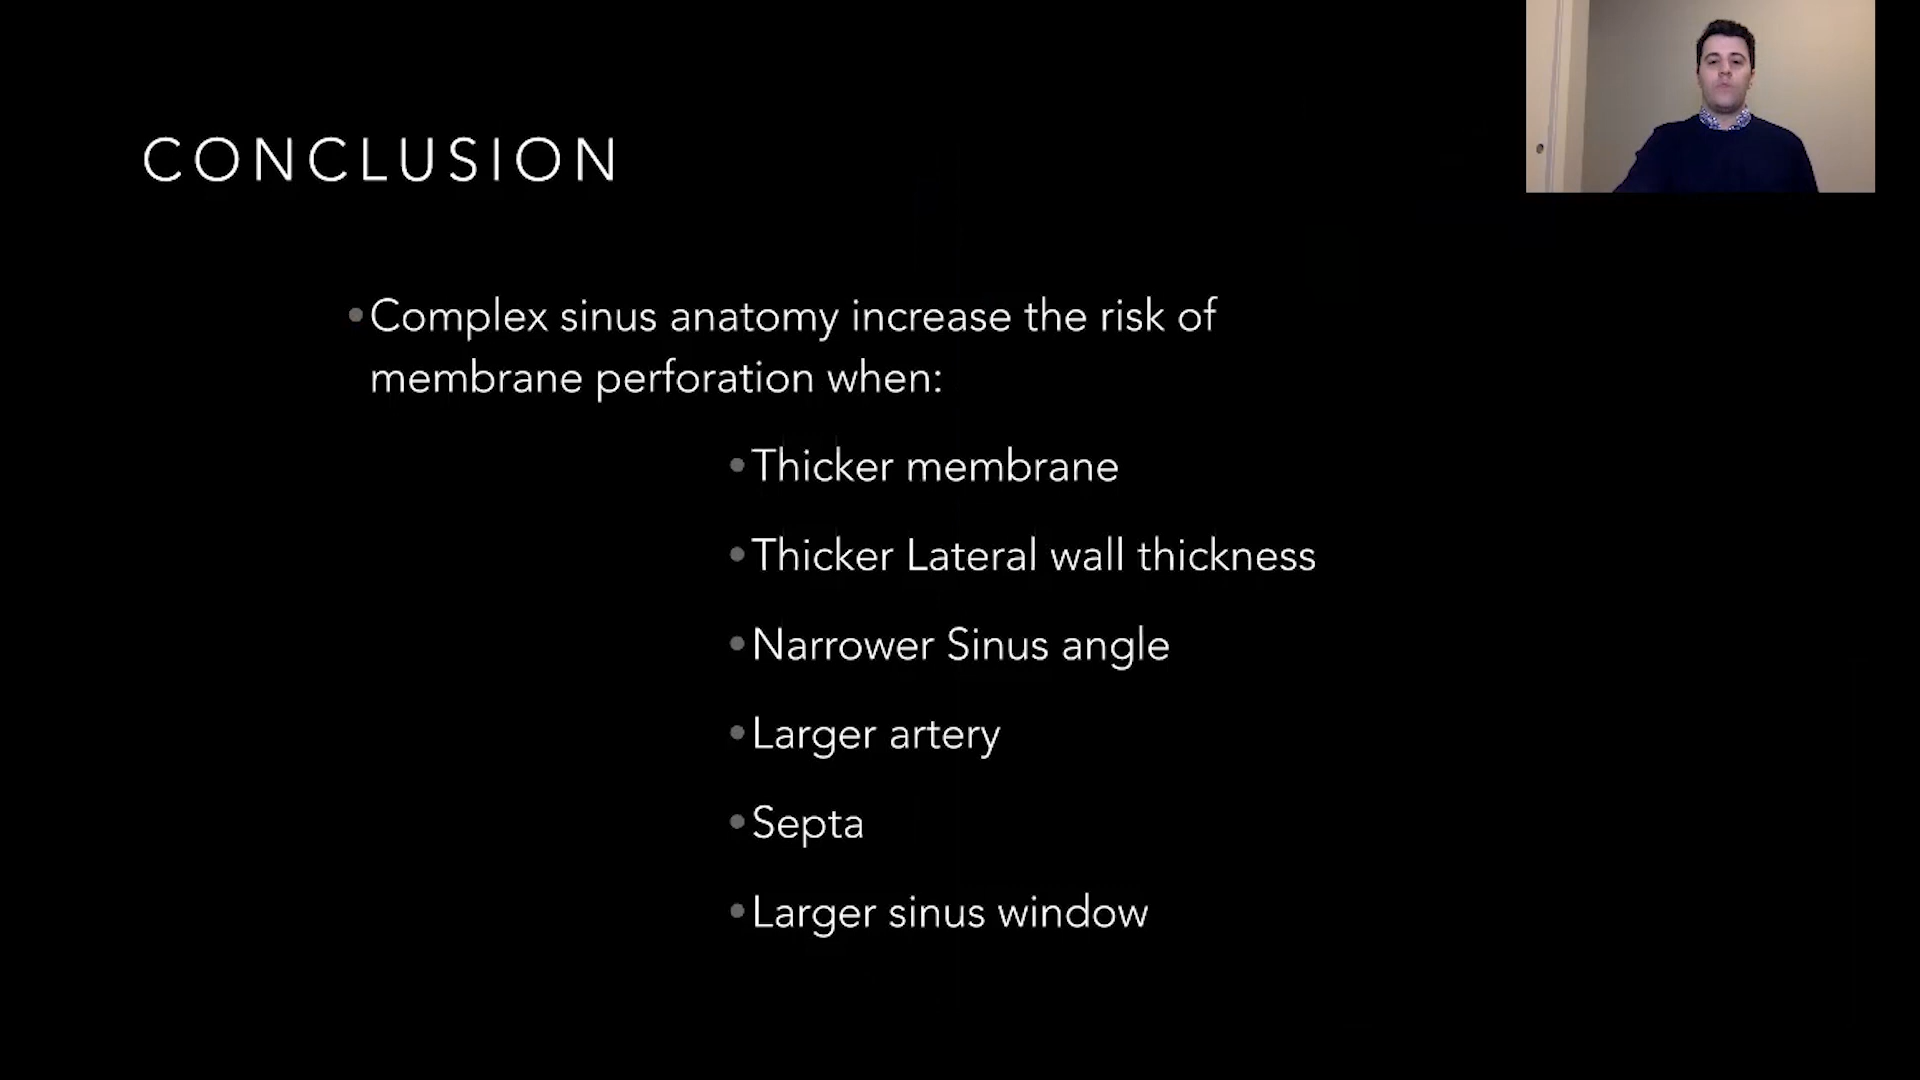 CONCLUSION
•Complex sinus anatomy increase the risk of
membrane perforation when:
•Thicker membrane
•Thicker Lateral wall thickness
•Narrower Sinus angle
•Larger artery
•Septa
•Larger sinus window